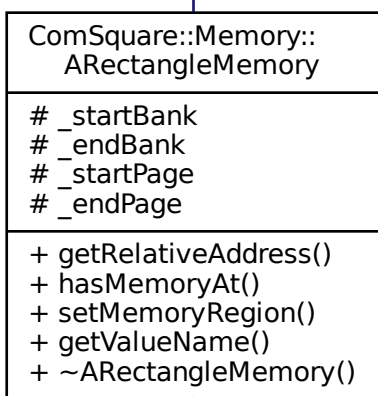 ComSquare::Memory::
ARectangleMemory
# _startBank
# _endBank
# _startPage
# _endPage
+ getRelativeAddress()
+ hasMemoryAt()
+ setMemoryRegion()
+ getValueName()
+ ~ARectangleMemory()